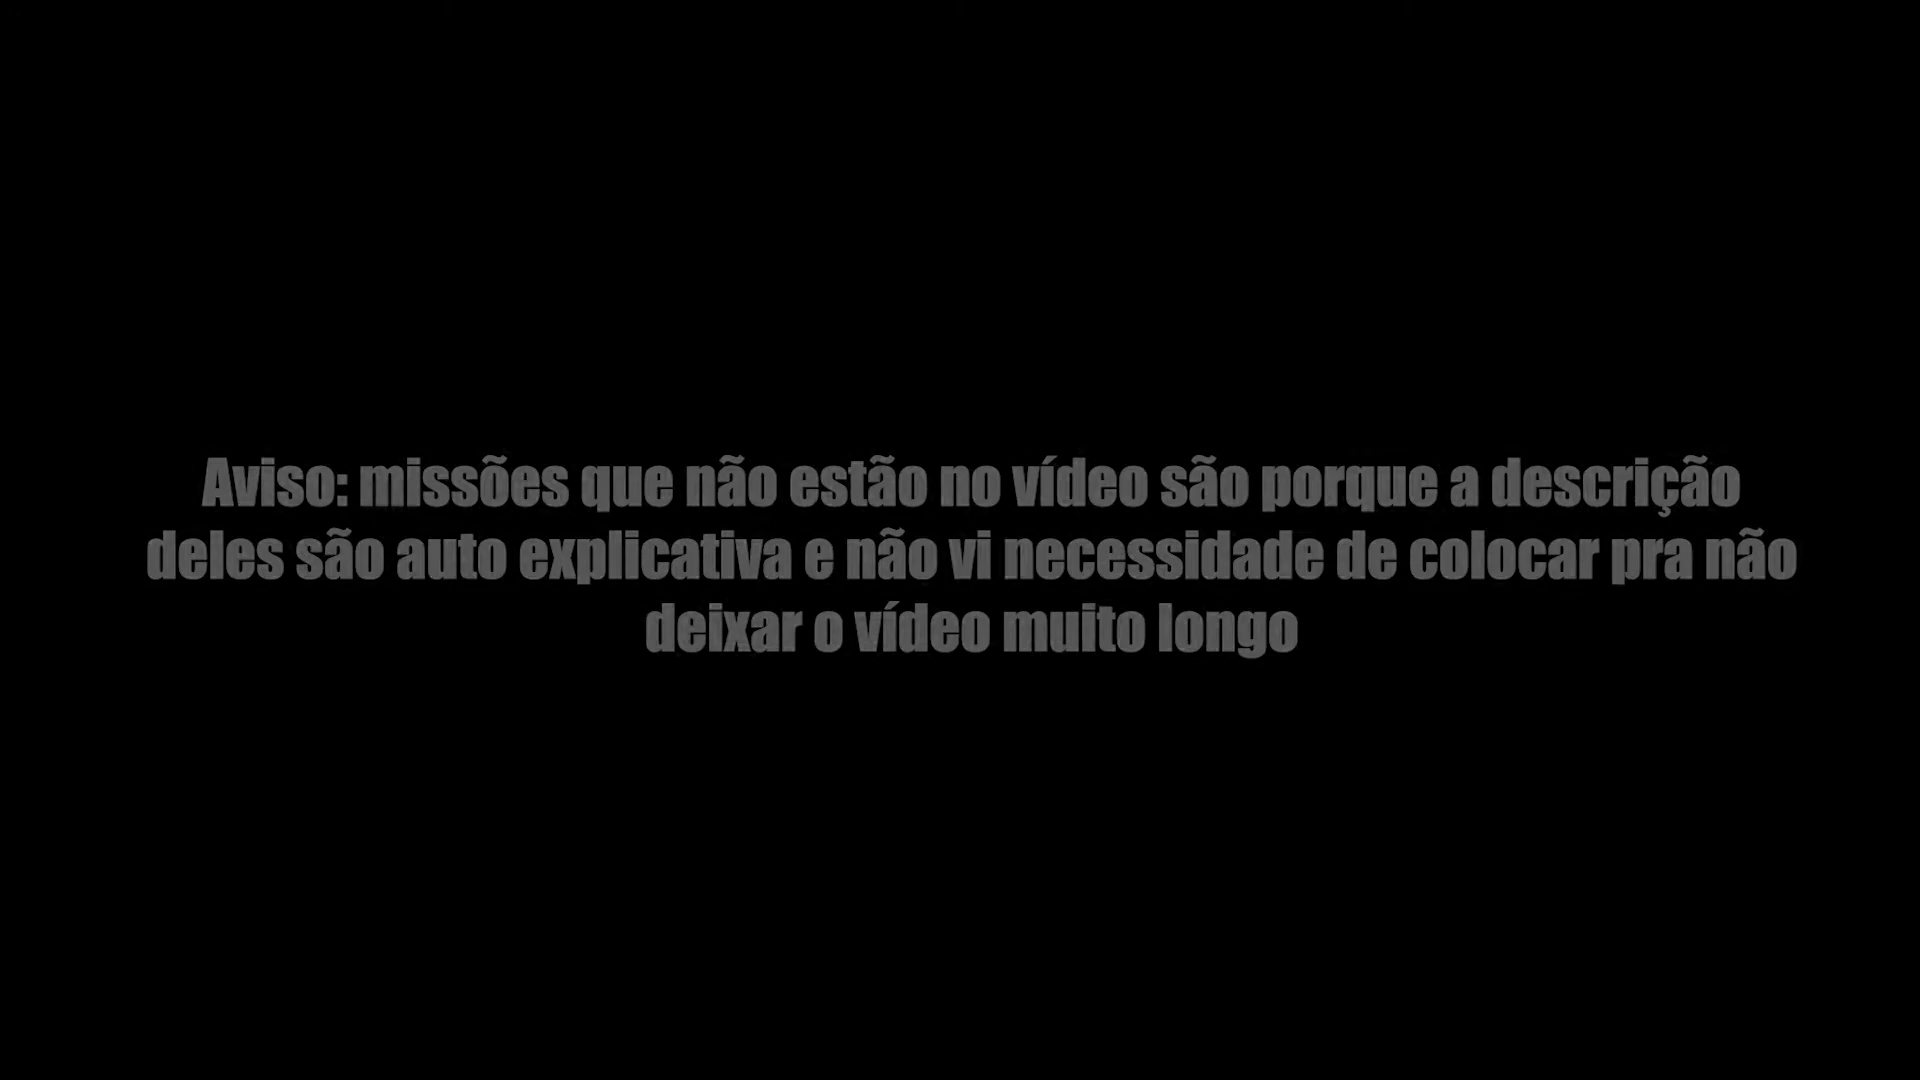 Aviso: missões que não estão no vídeo são porque a descrição
deles são auto explicativa e não vi necessidade de colocar pra não
deixar o vídeo muito longo